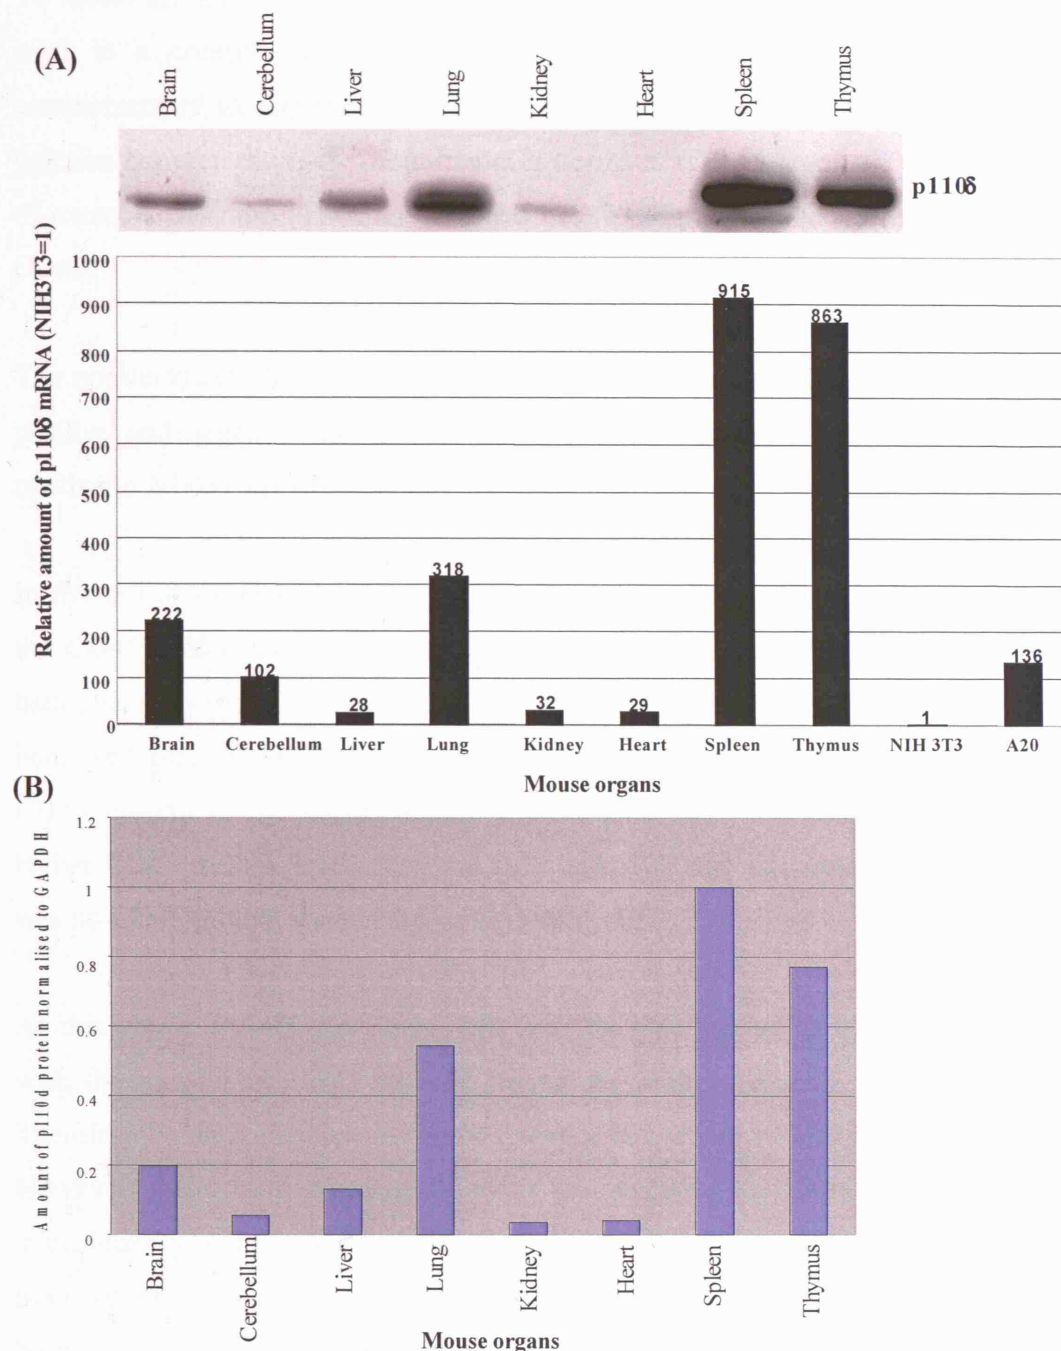 (A)
Brain
Cerebellum
Liver
Lung
Kidney
Heart
Spleen
Thymus
p110δ
Relative amount of p110δ mRNA (NIH3T3=1)
1000
900
800
700
600
500
400
300
200
100
0
222
102
28
318
32
29
915
863
1
136
Brain Cerebellum Liver Lung Kidney Heart Spleen Thymus NIH 3T3 A20
Mouse organs
(B)
Amount of p110d protein normalised to GAPDH
1.2
1
0.8
0.6
0.4
0.2
0
Brain
Cerebellum
Liver
Lung
Kidney
Heart
Spleen
Thymus
Mouse organs